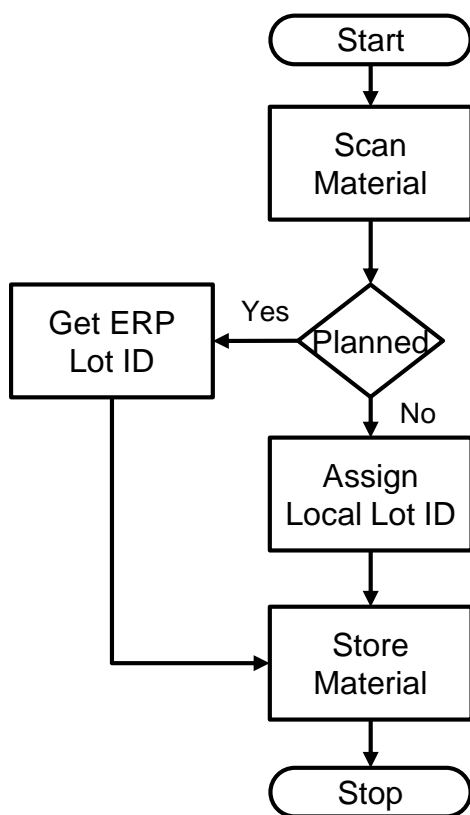 Start
Scan
Material
Planned
Yes
Get ERP
Lot ID
No
Assign
Local Lot ID
Store
Material
Stop